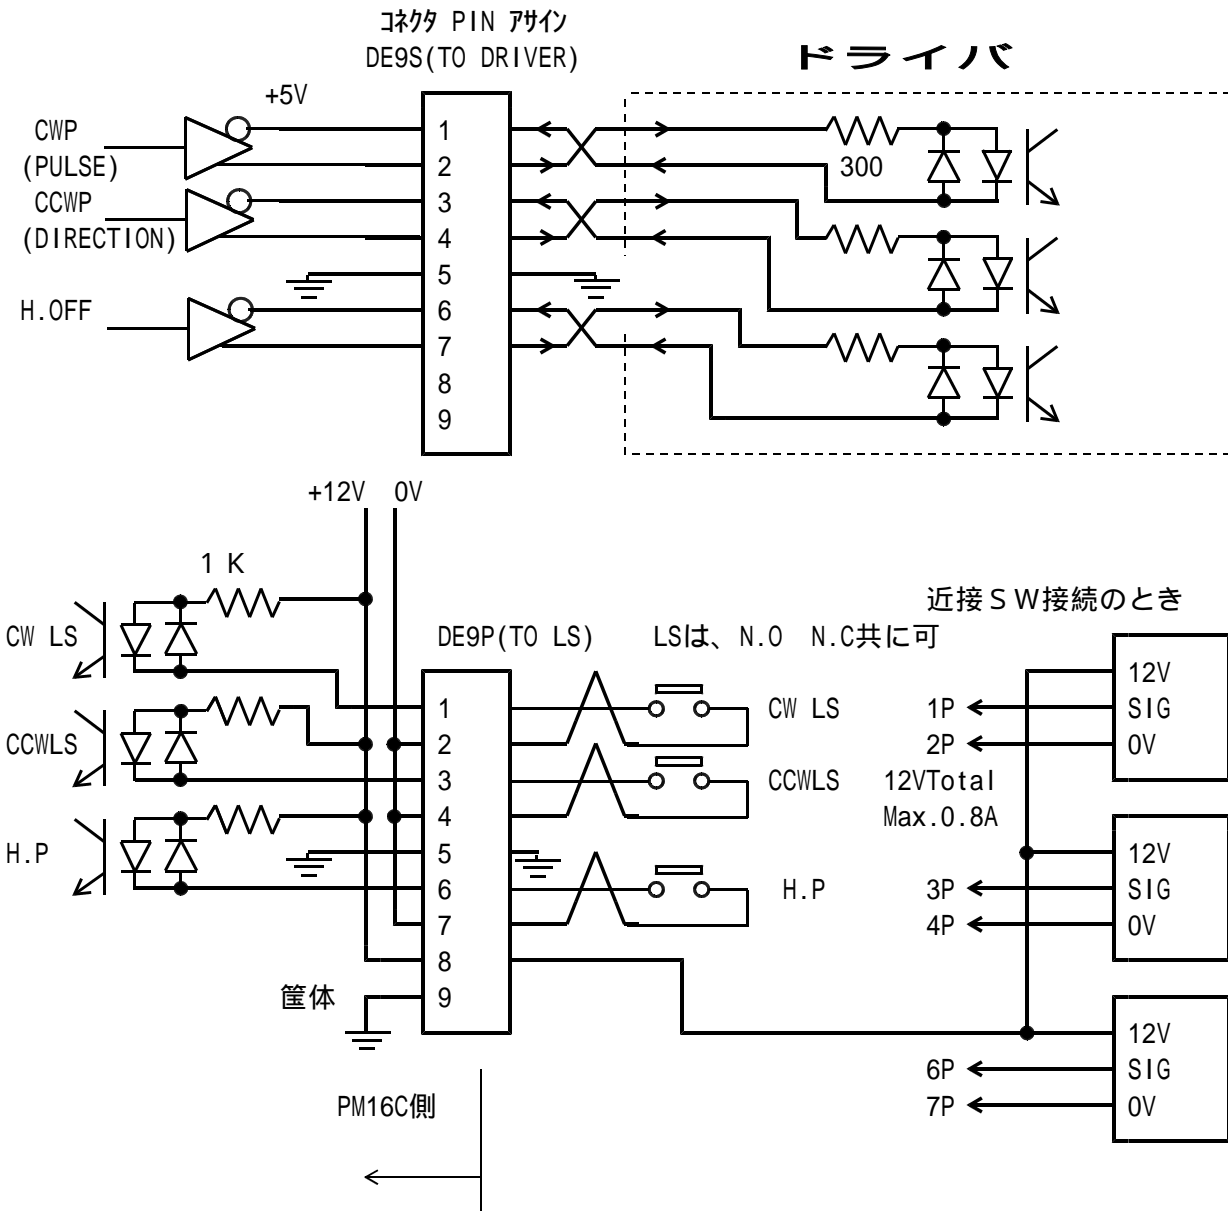 コネクタ PIN アサイン
DE9S(TO DRIVER)
ドライバ
+5V
CWP
(PULSE)
CCWP
(DIRECTION)
H.OFF
1
2
3
4
5
6
7
8
9
300
+12V 0V
1 K
CW LS
CCWLS
H.P
DE9P(TO LS)
LSは、N.O N.C共に可
近接SW接続のとき
1
2
3
4
5
6
7
8
9
CW LS
CCWLS
H.P
12VTotal
Max.0.8A
1P
2P
12V
SIG
0V
3P
4P
12V
SIG
0V
6P
7P
12V
SIG
0V
筐体
PM16C側